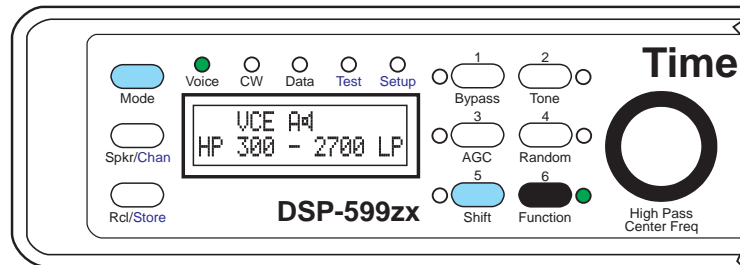 Time
Voice CW Data Test Setup
Mode
1 2
Bypass Tone
VCE A
HP 300 - 2700 LP
Spkr/Chan
3 4
AGC Random
5 6
Rcl/Store
DSP-599zx
Shift Function
High Pass
Center Freq